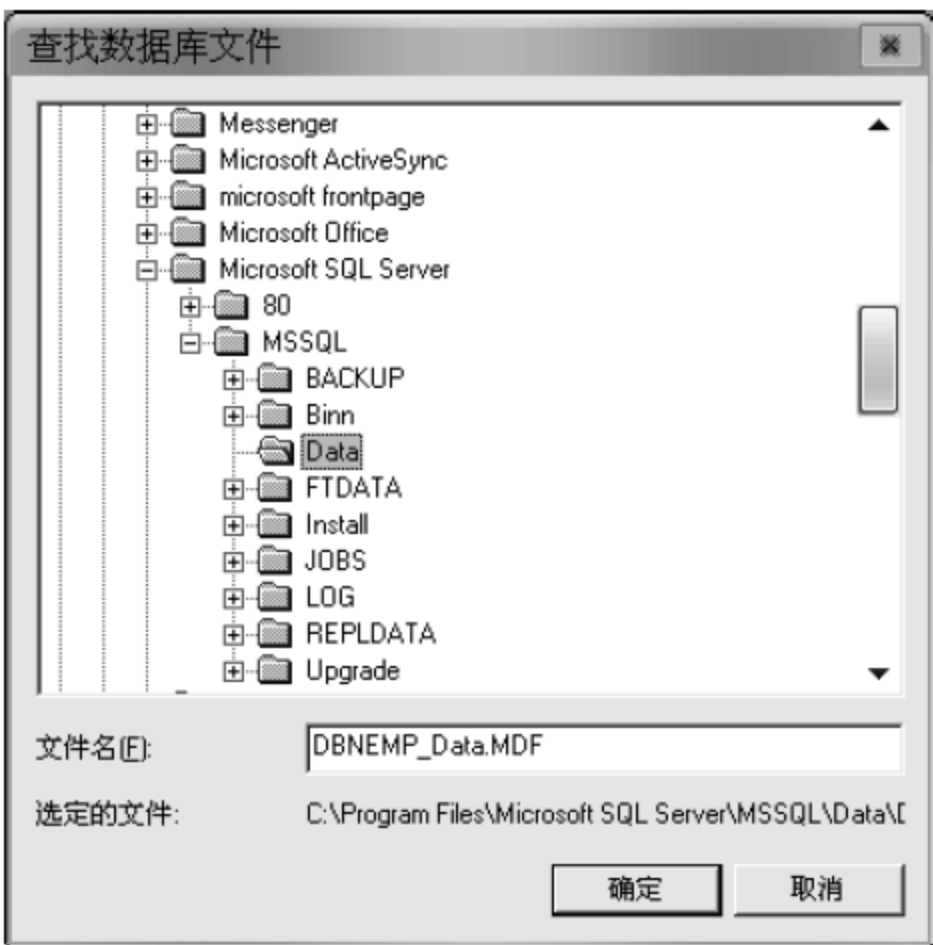 查找数据库文件
Messenger
Microsoft ActiveSync
microsoft frontpage
Microsoft Office
Microsoft SQL Server
80
MSSQL
BACKUP
Binn
Data
FTDATA
Install
JOBS
LOG
REPLDATA
Upgrade
文件名(F): DBNEMP_Data.MDF
选定的文件: C:\Program Files\Microsoft SQL Server\MSSQL\Data\
确定 取消